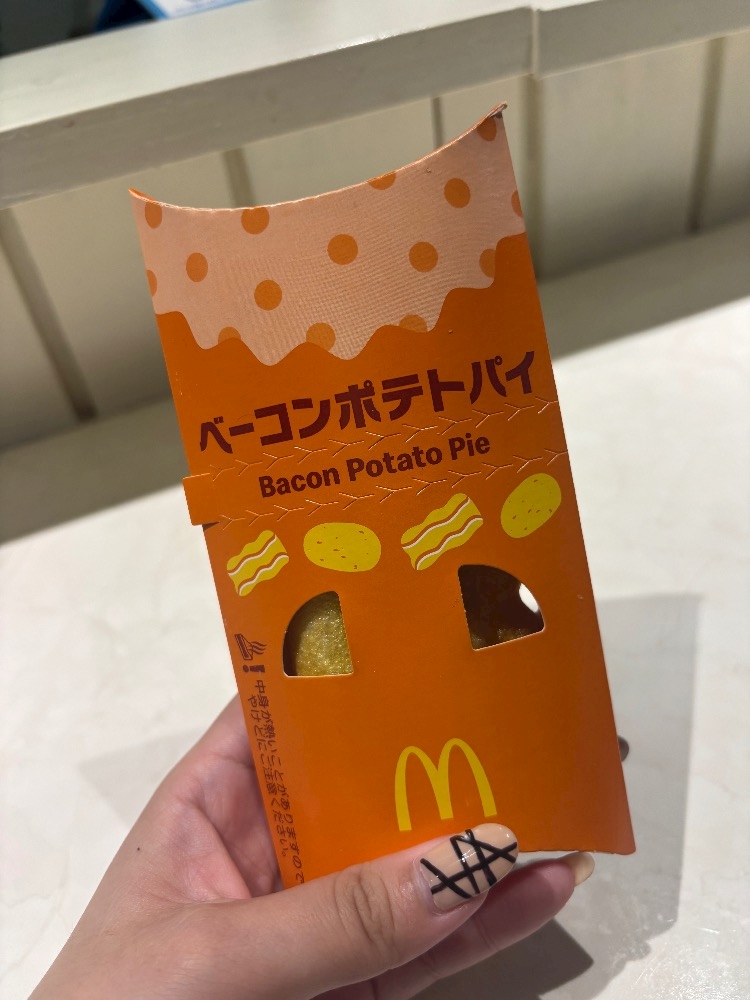 ベーコンポテトパイ
Bacon Potato Pie
中身が熱いことがありますので
やけどにご注意ください。